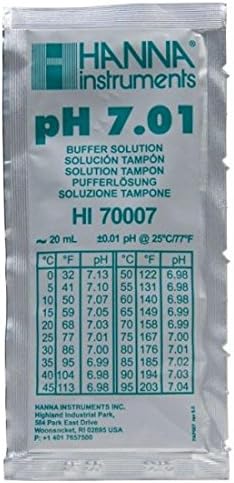 HANNA
instruments
pH 7.01
BUFFER SOLUTION
SOLUCIÓN TAMPÓN
SOLUTION TAMPON
PUFFERLÖSUNG
SOLUZIONE TAMPONE
HI 70007
~ 20 mL ±0.01 pH @ 25°C/77°F
°C °F pH °C °F pH
0 32 7.13 50 122 6.98
5 41 7.10 55 131 6.98
10 50 7.07 60 140 6.98
15 59 7.05 65 149 6.98
20 68 7.03 70 158 6.99
25 77 7.01 75 167 7.01
30 86 7.00 80 176 7.01
35 95 6.99 85 185 7.02
40 104 6.98 90 194 7.03
45 113 6.98 95 203 7.04
HANNA INSTRUMENTS INC.
Highland Industrial Park,
584 Park East Drive
Woonsocket, RI 02895 USA
P: +1 401 7657500